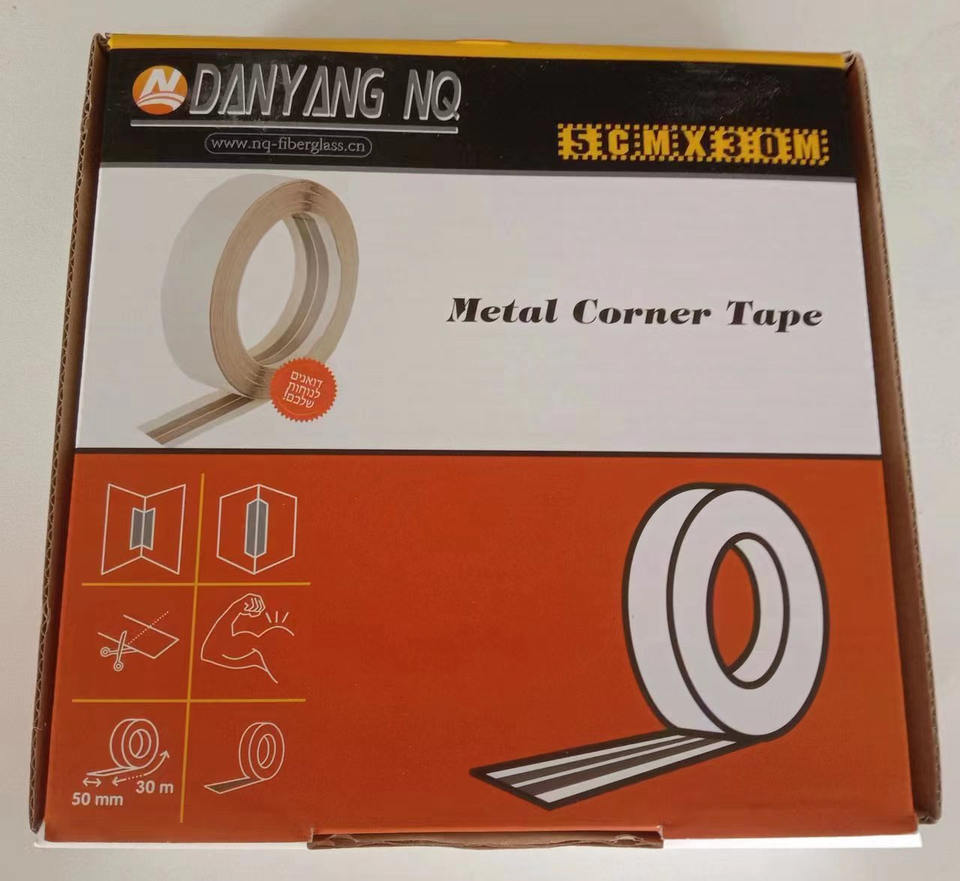 DANYANG NQ
www.nq-fiberglass.cn
5CMX30M
Metal Corner Tape
דואגים
לנוחות
שלכם!
50 mm
30 m